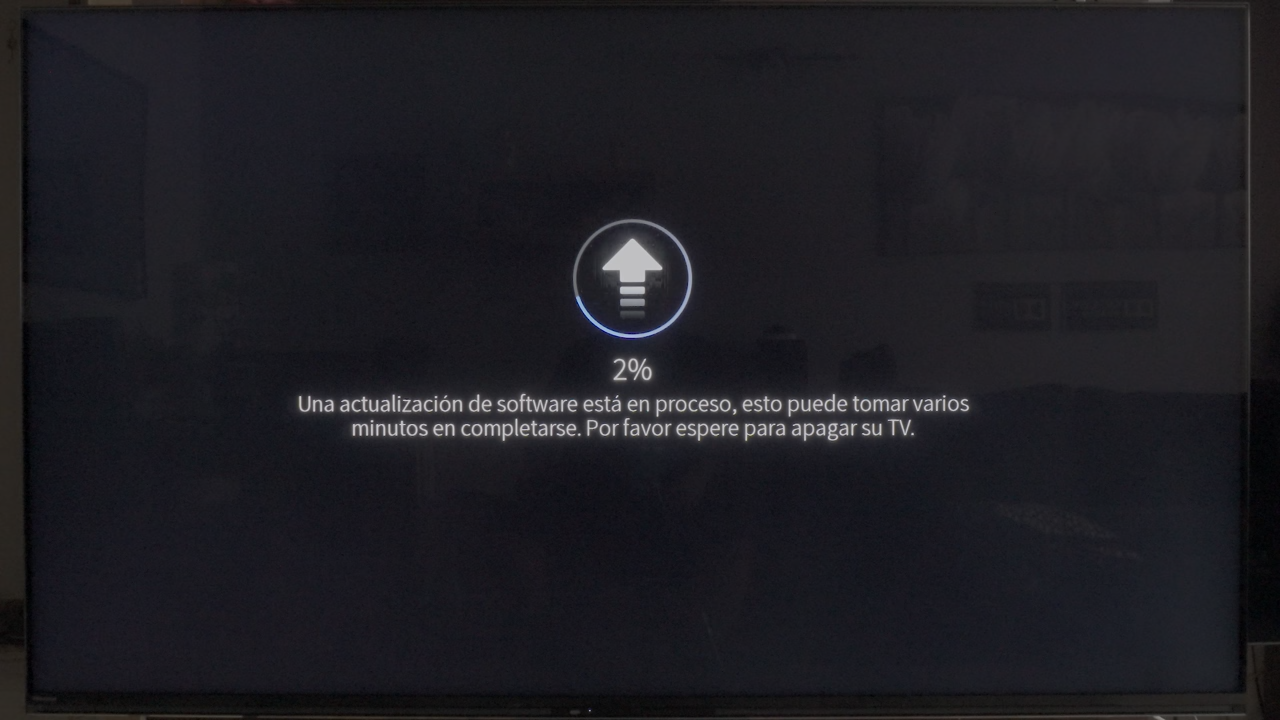 2%
Una actualización de software está en proceso, esto puede tomar varios
minutos en completarse. Por favor espere para apagar su TV.